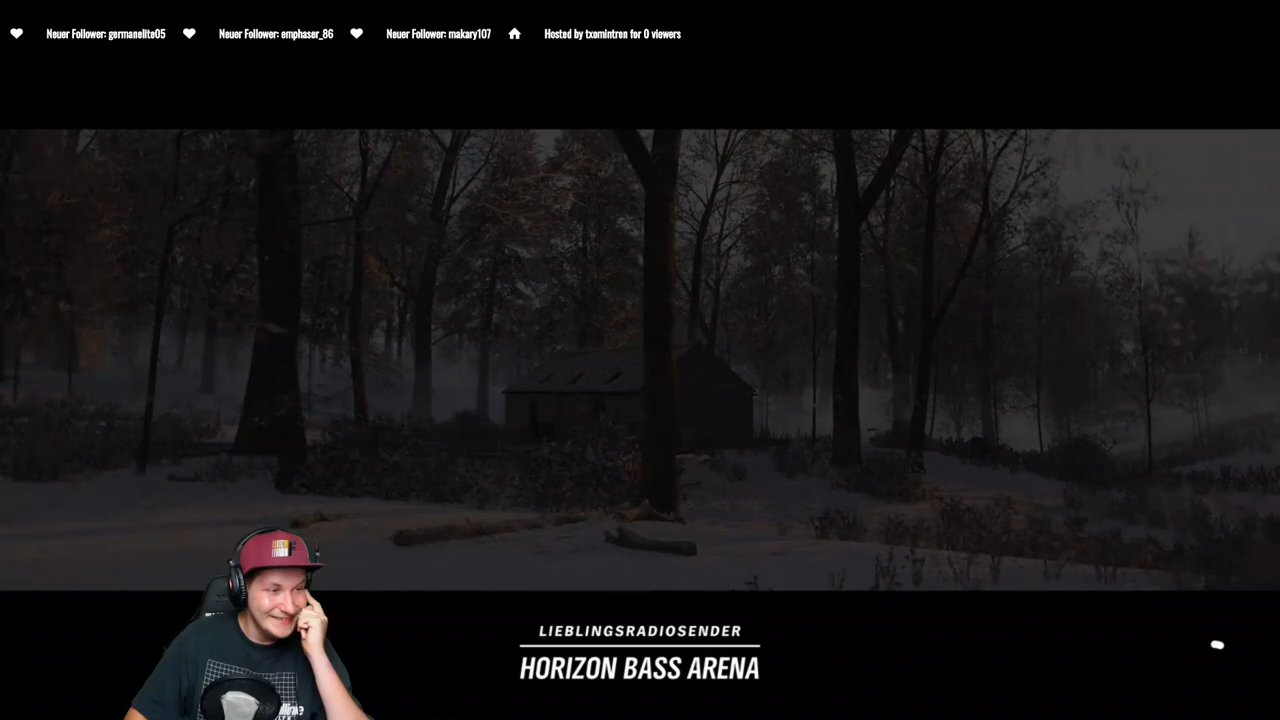 Neuer Follower: germanelite05
Neuer Follower: emphaser_86
Neuer Follower: makary107
Hosted by txomintren for 0 viewers
LIEBLINGSRADIOSENDER
HORIZON BASS ARENA